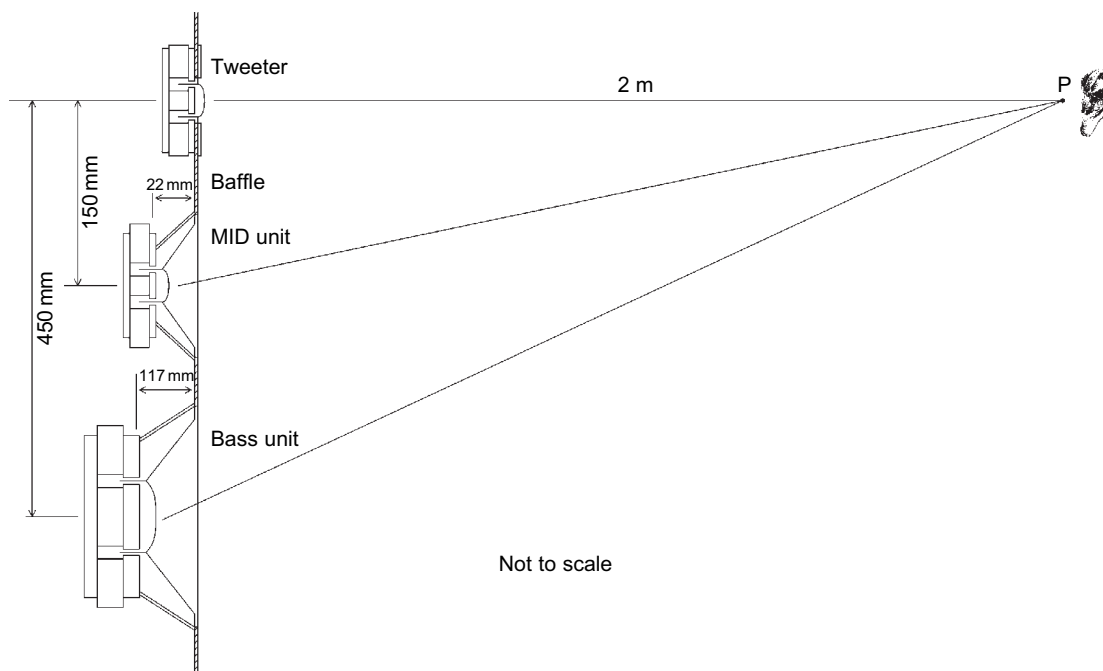 Tweeter
2 m
P
22 mm
Baffle
150 mm
MID unit
450 mm
117 mm
Bass unit
Not to scale